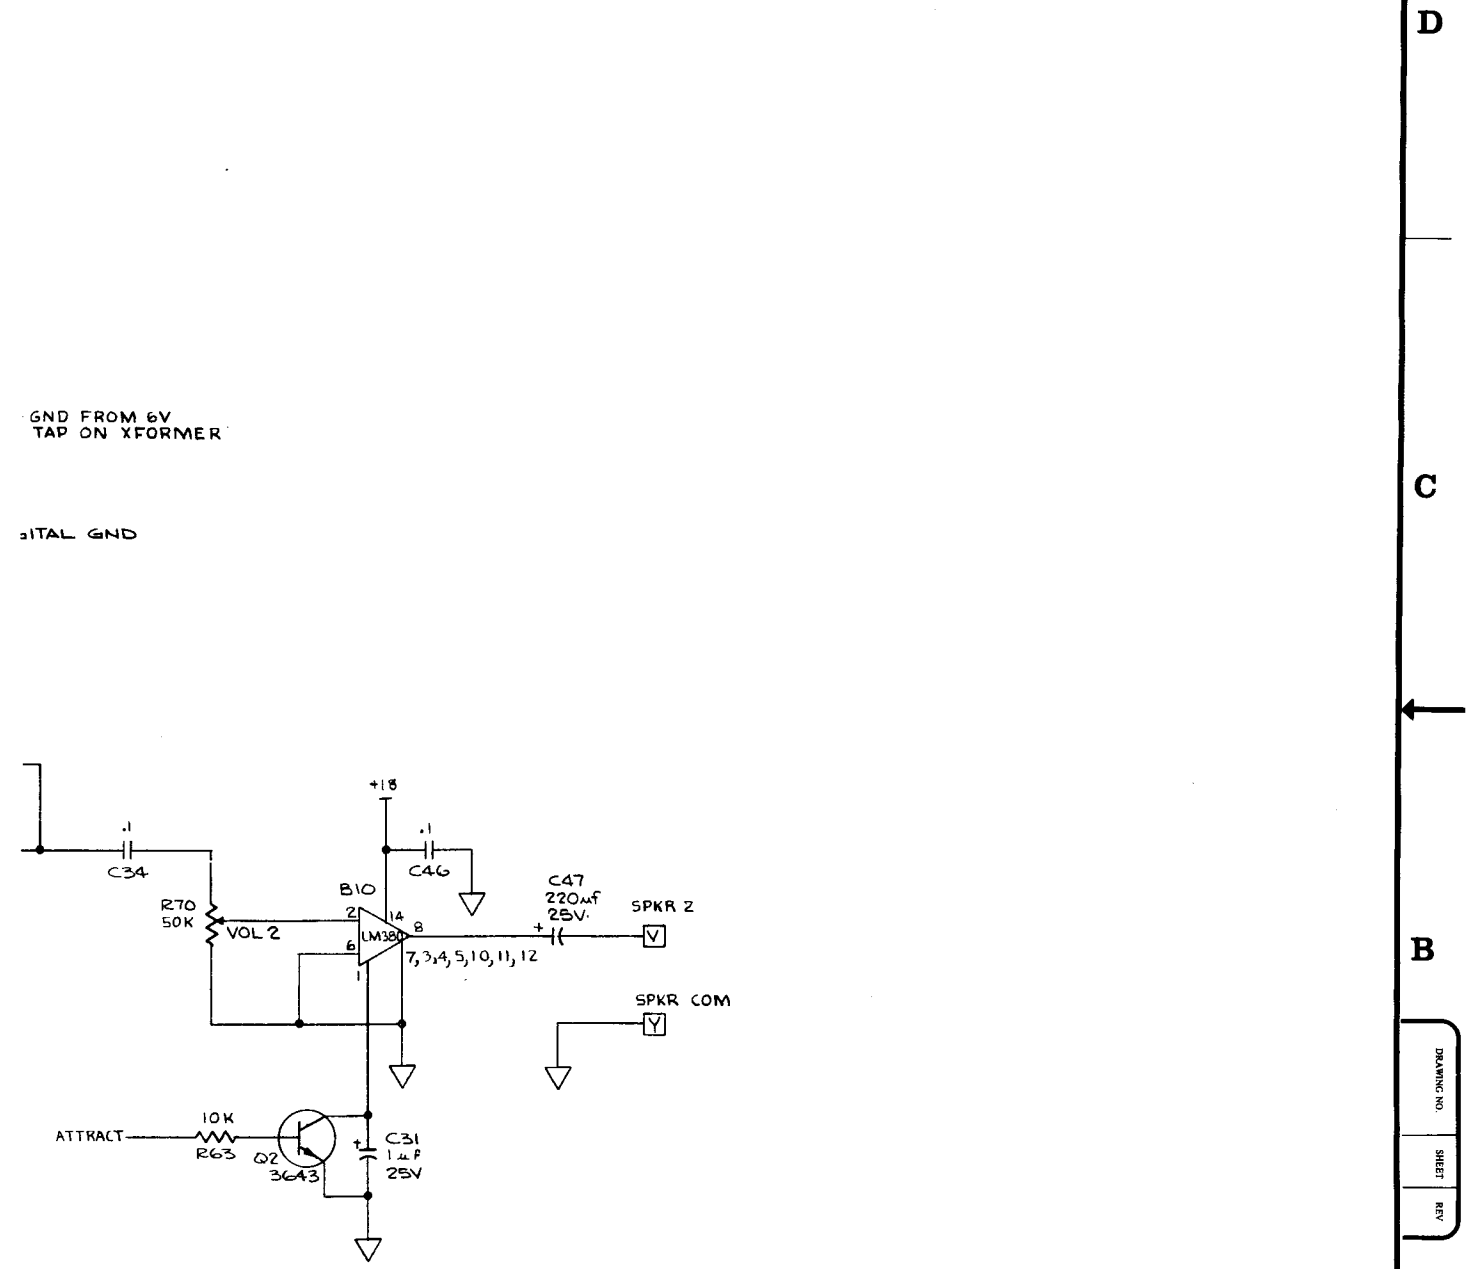 D
GND FROM 6V
TAP ON XFORMER
C
ITAL GND
+18
.1
C34
.1
C46
B10
R70
50K
VOL 2
2
14
LM380
8
6
1
7,3,4,5,10,11,12
C47
220µf
25V.
+
SPKR 2
V
B
SPKR COM
Y
DRAWING NO.
SHEET
REV
ATTRACT
10K
R63
Q2
3643
+
C31
1µf
25V